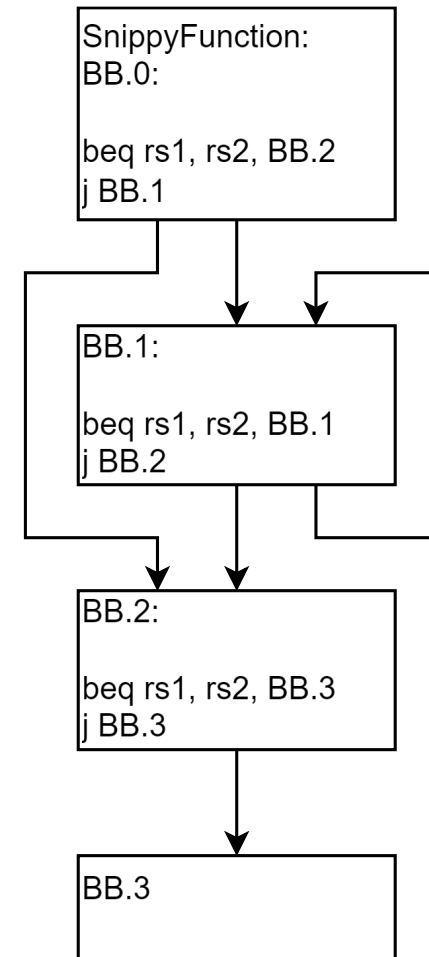 SnippyFunction:
BB.0:
beq rs1, rs2, BB.2
j BB.1
BB.1:
beq rs1, rs2, BB.1
j BB.2
BB.2:
beq rs1, rs2, BB.3
j BB.3
BB.3